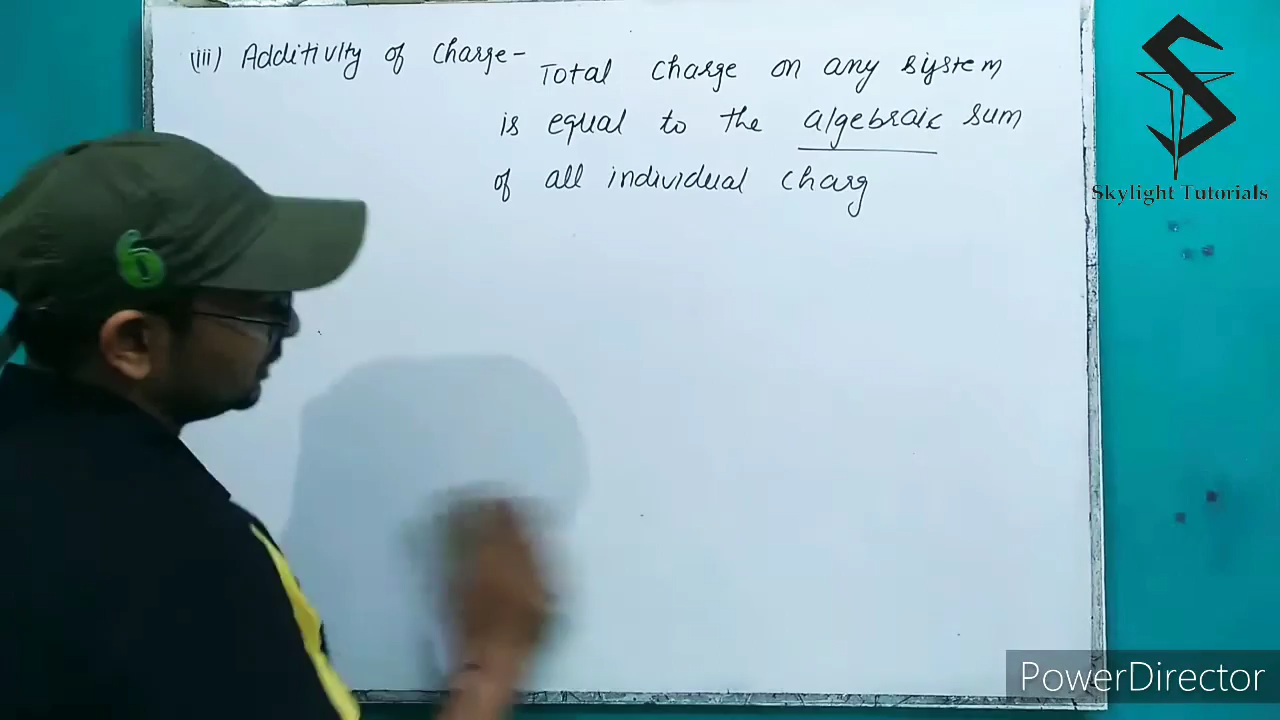 (iii) Additivity of Charge - Total charge on any system
is equal to the algebraic sum
of all individual charg
Skylight Tutorials
6
PowerDirector